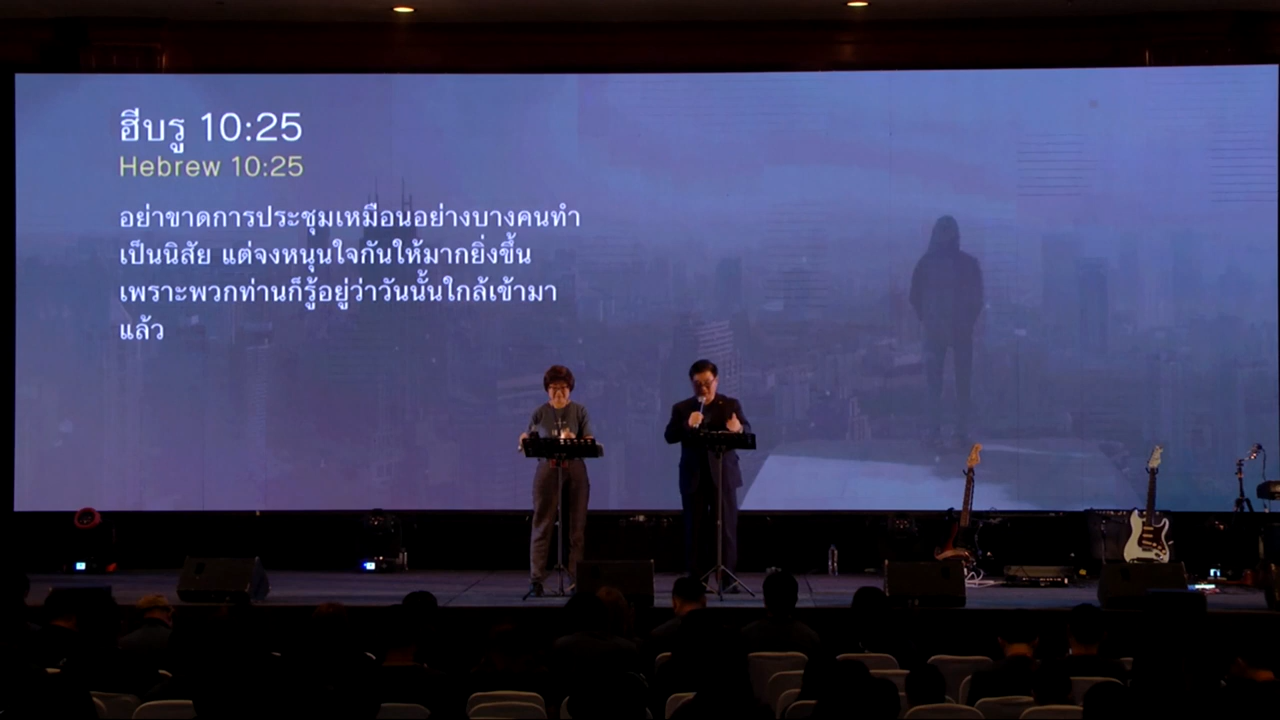 ฮีบรู 10:25
Hebrew 10:25
อย่าขาดการประชุมเหมือนอย่างบางคนทำ
เป็นนิสัย แต่จงหนุนใจกันให้มากยิ่งขึ้น
เพราะพวกท่านก็รู้อยู่ว่าวันนั้นใกล้เข้ามา
แล้ว